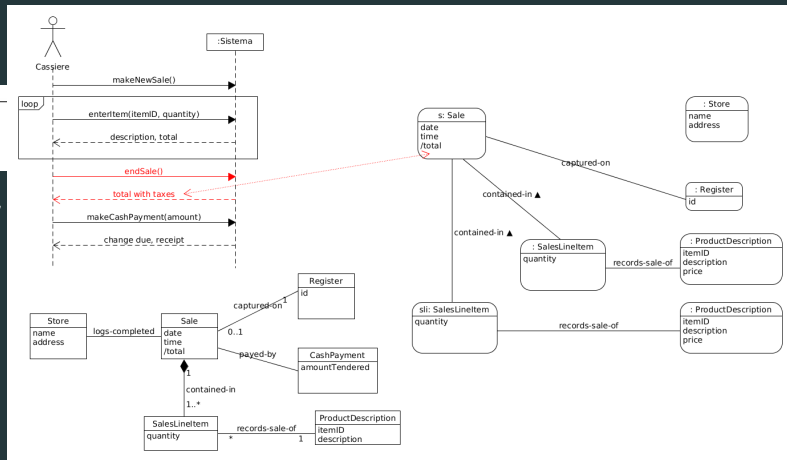 Cassiere
:Sistema
makeNewSale()
loop
enterItem(itemID, quantity)
description, total
endSale()
total with taxes
makeCashPayment(amount)
change due, receipt
s: Sale
date
time
/total
: Store
name
address
captured-on
: Register
id
contained-in ▲
contained-in ▲
: SalesLineItem
quantity
records-sale-of
: ProductDescription
itemID
description
price
sli: SalesLineItem
quantity
records-sale-of
: ProductDescription
itemID
description
price
Register
id
captured-on
1
0..1
Store
name
address
logs-completed
Sale
date
time
/total
payed-by
CashPayment
amountTendered
1
contained-in
1..*
SalesLineItem
quantity
records-sale-of
*
1
ProductDescription
itemID
description